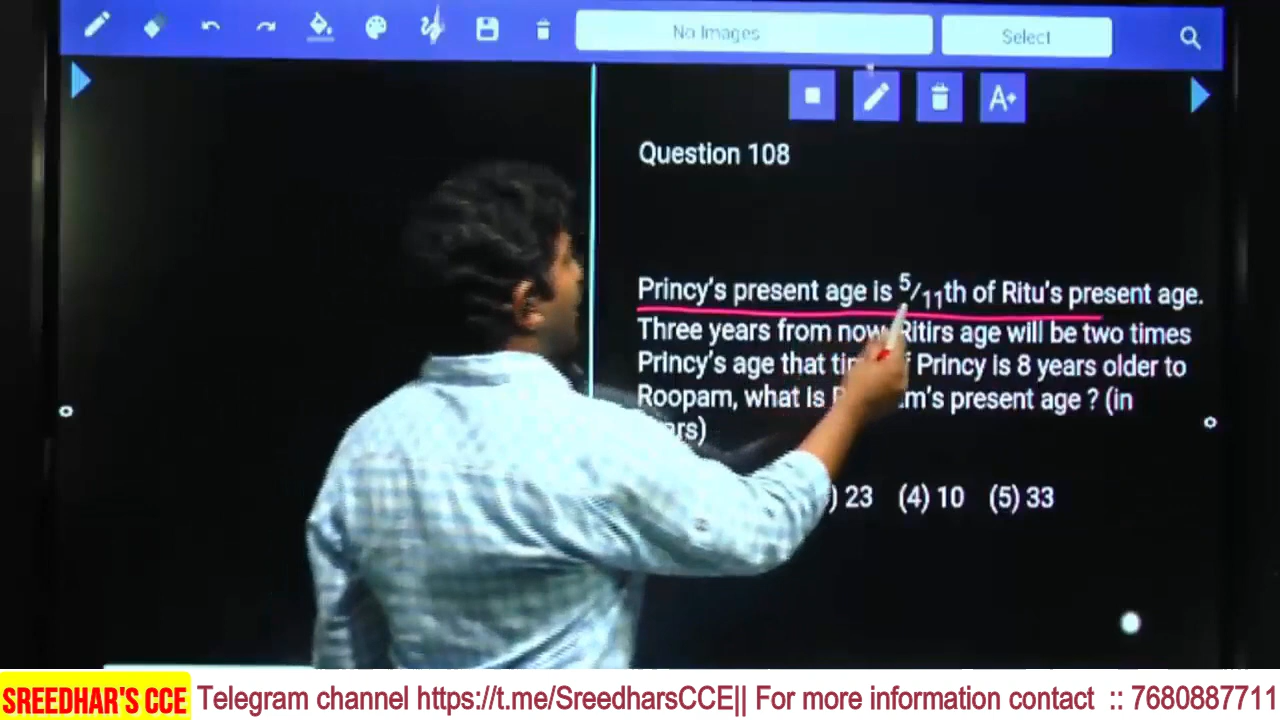 No Images
Select
A+
Question 108
Princy's present age is 5/11th of Ritu's present age.
Three years from now Ritirs age will be two times
Princy's age that Princy is 8 years older to
Roopam, what is present age ? (in
23 (4) 10 (5) 33
SREEDHAR'S CCE Telegram channel https://t.me/SreedharsCCE|| For more information contact :: 7680887711